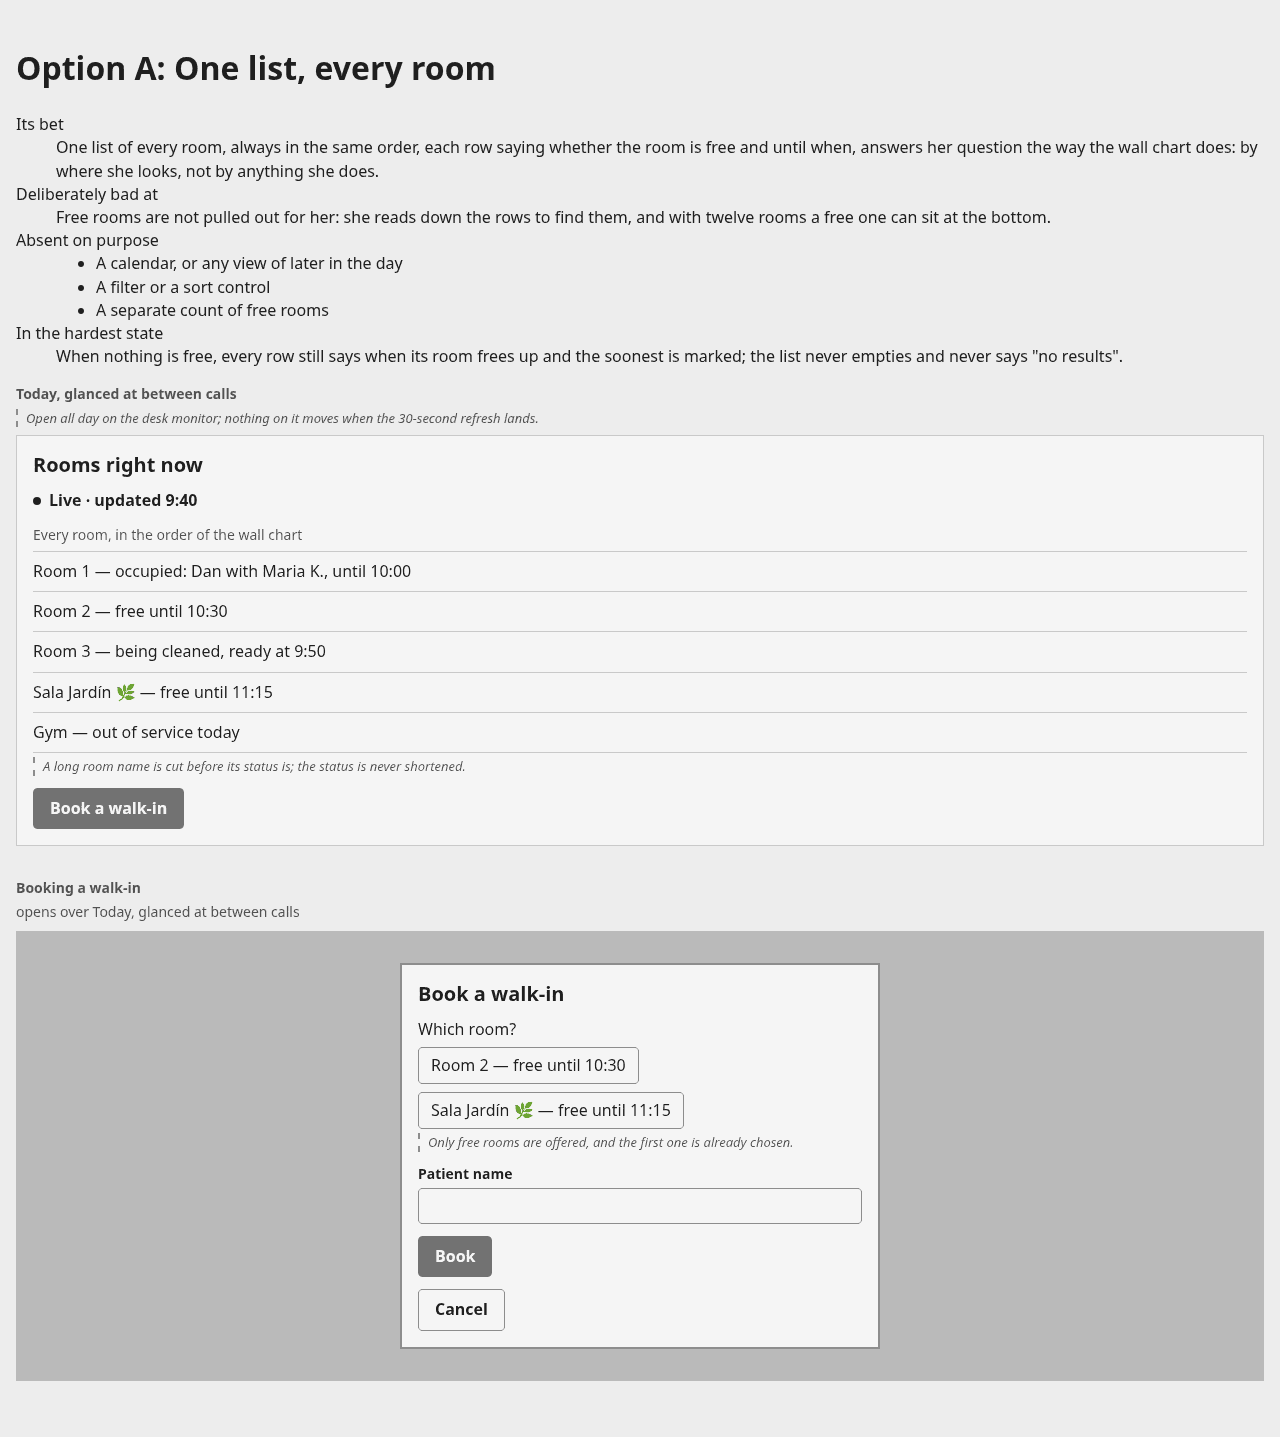 Option A: One list, every room
Its bet
One list of every room, always in the same order, each row saying whether the room is free and until when, answers her question the way the wall chart does: by
where she looks, not by anything she does.
Deliberately bad at
Free rooms are not pulled out for her: she reads down the rows to find them, and with twelve rooms a free one can sit at the bottom.
Absent on purpose
• A calendar, or any view of later in the day
• A filter or a sort control
• A separate count of free rooms
In the hardest state
When nothing is free, every row still says when its room frees up and the soonest is marked; the list never empties and never says "no results".
Today, glanced at between calls
Open all day on the desk monitor; nothing on it moves when the 30-second refresh lands.
Rooms right now
Live · updated 9:40
Every room, in the order of the wall chart
Room 1 — occupied: Dan with Maria K., until 10:00
Room 2 — free until 10:30
Room 3 — being cleaned, ready at 9:50
Sala Jardín 🌿 — free until 11:15
Gym — out of service today
A long room name is cut before its status is; the status is never shortened.
Book a walk-in
Booking a walk-in
opens over Today, glanced at between calls
Book a walk-in
Which room?
Room 2 — free until 10:30
Sala Jardín 🌿 — free until 11:15
Only free rooms are offered, and the first one is already chosen.
Patient name
Book
Cancel